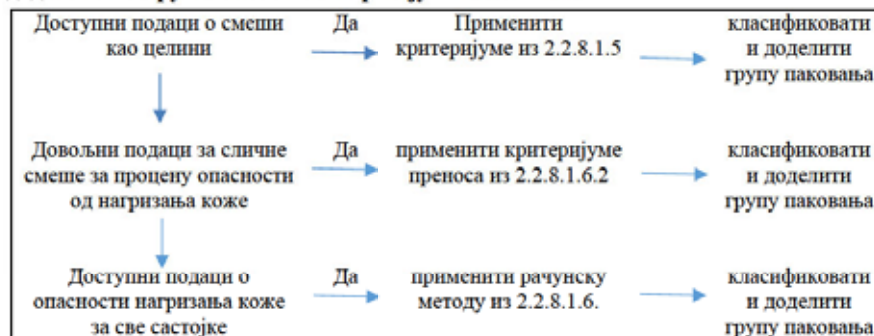 Доступни подаци о смеши
као целини
Да
Применити
критеријуме из 2.2.8.1.5
класификовати
и доделити
групу паковања
Довољни подаци за сличне
смеше за процену опасности
од нагризања коже
Да
применити критеријуме
преноса из 2.2.8.1.6.2
класификовати
и доделити
групу паковања
Доступни подаци о
опасности нагризања коже
за све састојке
Да
применити рачунску
методу из 2.2.8.1.6.
класификовати
и доделити
групу паковања